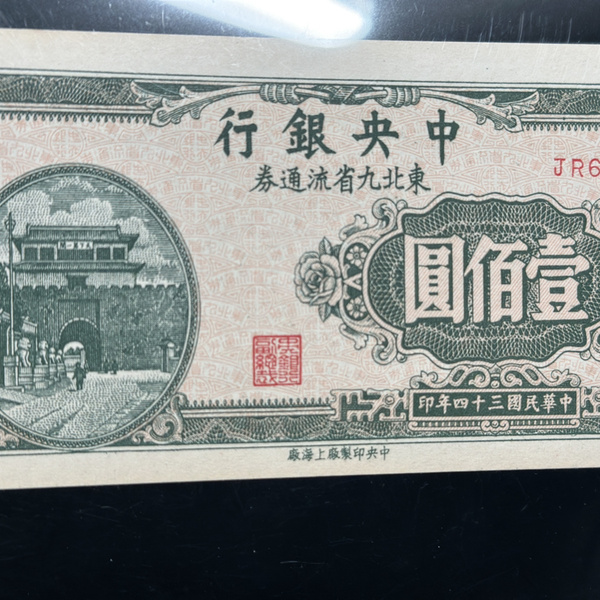 中央銀行
東北九省流通券
JR6
壹佰圓
中華民國三十四年印
中央印製廠上海廠